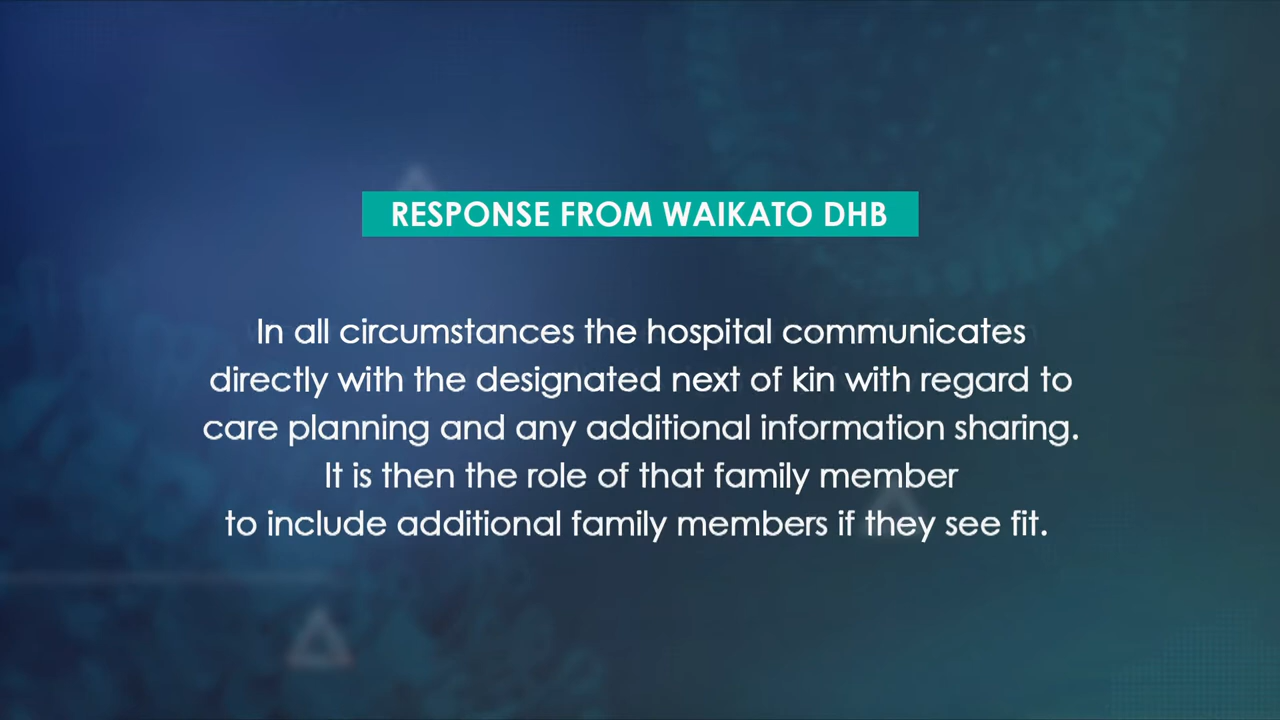 RESPONSE FROM WAIKATO DHB
In all circumstances the hospital communicates
directly with the designated next of kin with regard to
care planning and any additional information sharing.
It is then the role of that family member
to include additional family members if they see fit.